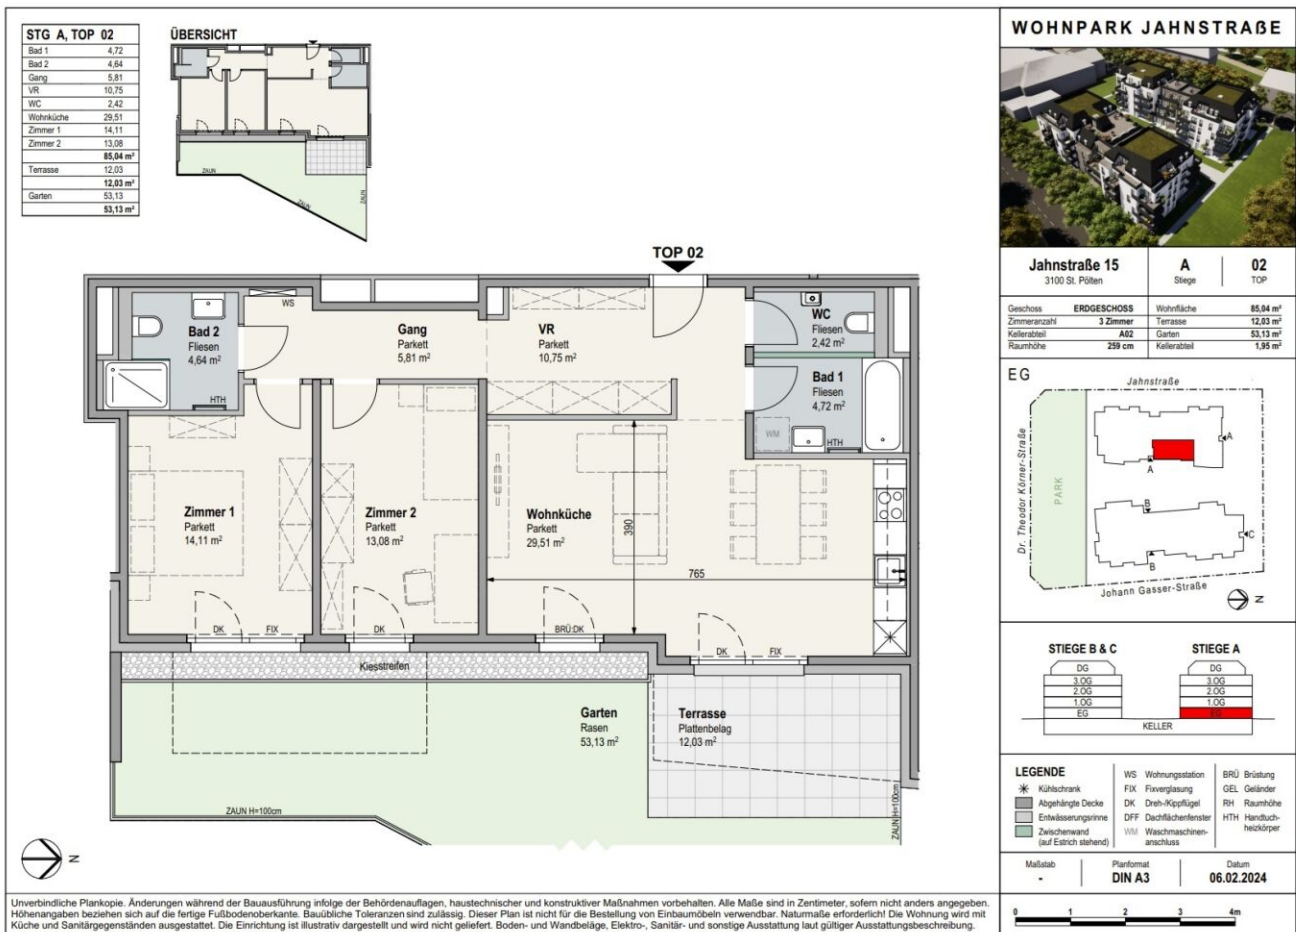 STG A, TOP 02
Bad 1 4,72
Bad 2 4,64
Gang 5,81
VR 10,75
WC 2,42
Wohnküche 29,51
Zimmer 1 14,11
Zimmer 2 13,08
85,04 m²
Terrasse 12,03
12,03 m²
Garten 53,13
53,13 m²
ÜBERSICHT
ZAUN
ZAUN
ZAUN
TOP 02
WS
Bad 2
Fliesen
4,64 m²
HTH
Gang
Parkett
5,81 m²
VR
Parkett
10,75 m²
WC
Fliesen
2,42 m²
Bad 1
Fliesen
4,72 m²
WM
HTH
Zimmer 1
Parkett
14,11 m²
Zimmer 2
Parkett
13,08 m²
Wohnküche
Parkett
29,51 m²
390
765
DK FIX
DK
BRÜ:DK
DK FIX
Kiesstreifen
Garten
Rasen
53,13 m²
Terrasse
Plattenbelag
12,03 m²
ZAUN H=100cm
ZAUN H=100cm
N
WOHNPARK JAHNSTRAßE
Jahnstraße 15
3100 St. Pölten
A
Stiege
02
TOP
Geschoss ERDGESCHOSS
Zimmeranzahl 3 Zimmer
Kellerabteil A02
Raumhöhe 259 cm
Wohnfläche 85,04 m²
Terrasse 12,03 m²
Garten 53,13 m²
Kellerabteil 1,95 m²
EG
Jahnstraße
Dr. Theodor Körner-Straße
PARK
A
A
B
B
C
Johann Gasser-Straße
N
STIEGE B & C
DG
3.OG
2.OG
1.OG
EG
STIEGE A
DG
3.OG
2.OG
1.OG
EG
KELLER
LEGENDE
Kühlschrank
Abgehängte Decke
Entwässerungsrinne
Zwischenwand
(auf Estrich stehend)
WS Wohnungsstation
FIX Fixverglasung
DK Dreh-/Kippflügel
DFF Dachflächenfenster
WM Waschmaschinen-
anschluss
BRÜ Brüstung
GEL Geländer
RH Raumhöhe
HTH Handtuch-
heizkörper
Maßstab
-
Planformat
DIN A3
Datum
06.02.2024
0 1 2 3 4m
Unverbindliche Plankopie. Änderungen während der Bauausführung infolge der Behördenauflagen, haustechnischer und konstruktiver Maßnahmen vorbehalten. Alle Maße sind in Zentimeter, sofern nicht anders angegeben.
Höhenangaben beziehen sich auf die fertige Fußbodenoberkante. Bauübliche Toleranzen sind zulässig. Dieser Plan ist nicht für die Bestellung von Einbaumöbeln verwendbar. Naturmaße erforderlich! Die Wohnung wird mit
Küche und Sanitärgegenständen ausgestattet. Die Einrichtung ist illustrativ dargestellt und wird nicht geliefert. Boden- und Wandbeläge, Elektro-, Sanitär- und sonstige Ausstattung laut gültiger Ausstattungsbeschreibung.